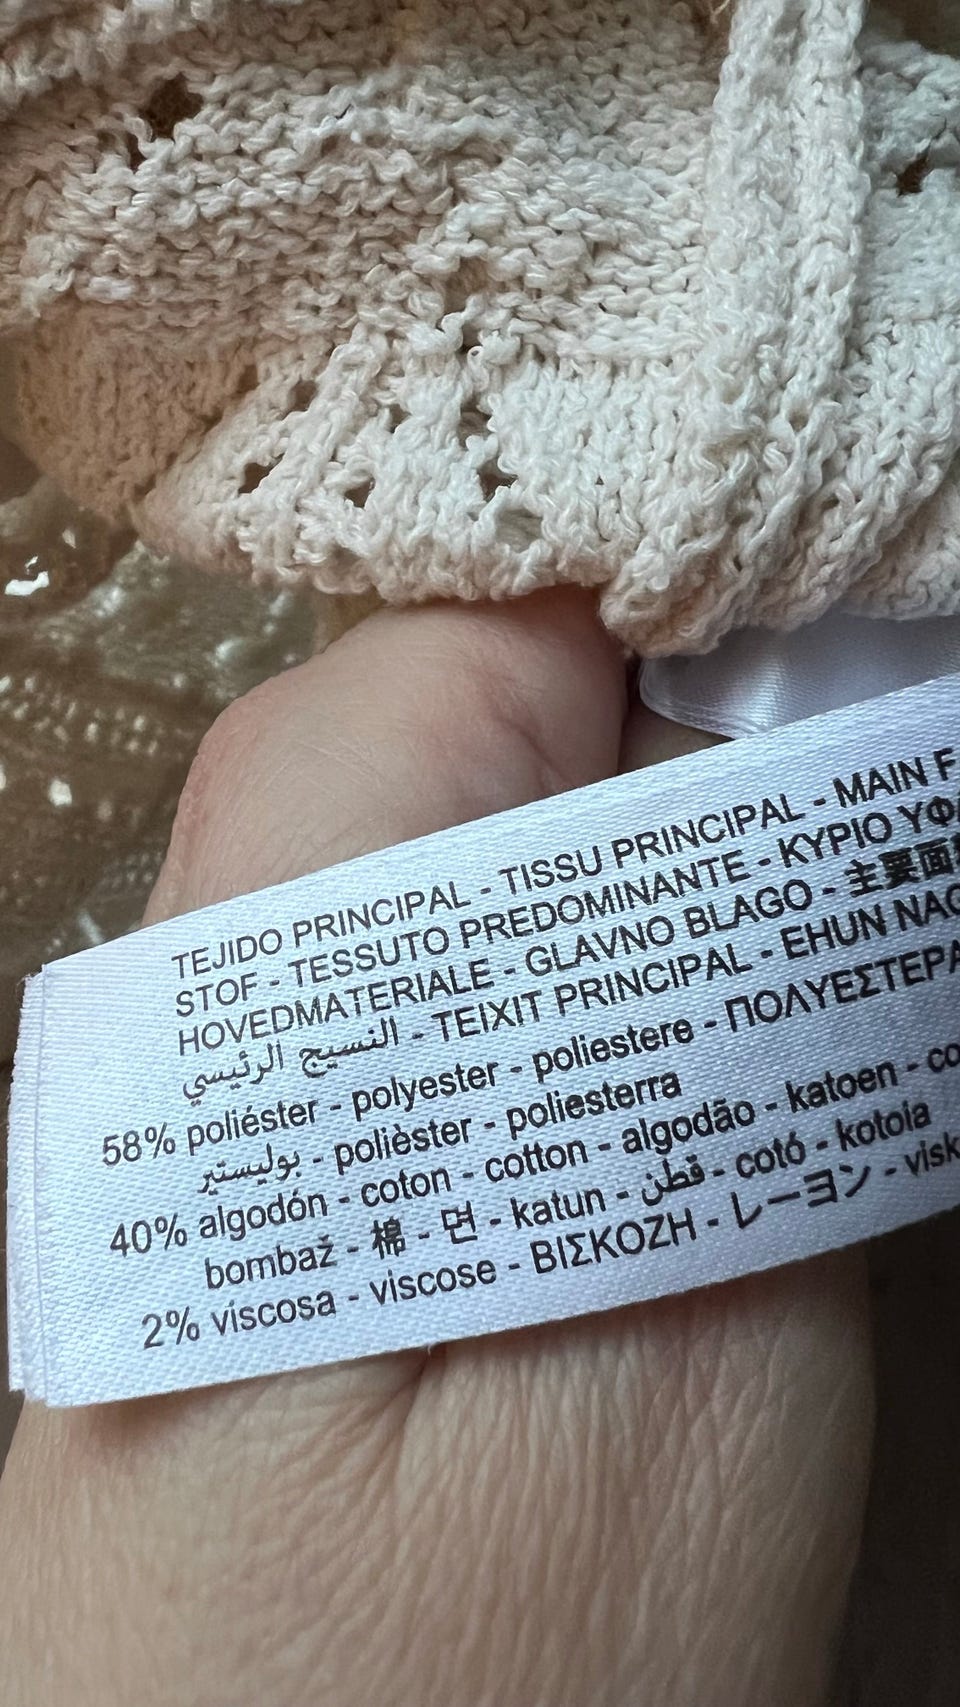 TEJIDO PRINCIPAL - TISSU PRINCIPAL - MAIN F
STOF - TESSUTO PREDOMINANTE - ΚΥΡΙΟ ΥΦ
HOVEDMATERIALE - GLAVNO BLAGO - 主要面
النسيج الرئيسي - TEIXIT PRINCIPAL - EHUN NAG
58% poliéster - polyester - poliestere - ΠΟΛΥΕΣΤΕΡΑ
بوليستير - polièster - poliesterra
40% algodón - coton - cotton - algodão - katoen - co
bombaž - 棉 - 면 - katun - قطن - cotó - kotoia
2% viscosa - viscose - ΒΙΣΚΟΖΗ - レーヨン - visk